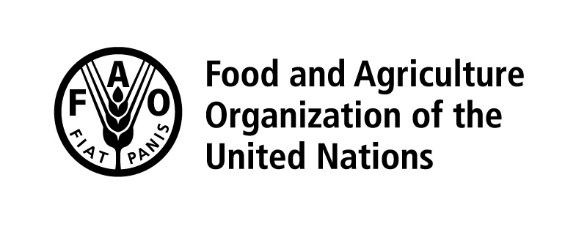 F A O
FIAT PANIS
Food and Agriculture
Organization of the
United Nations